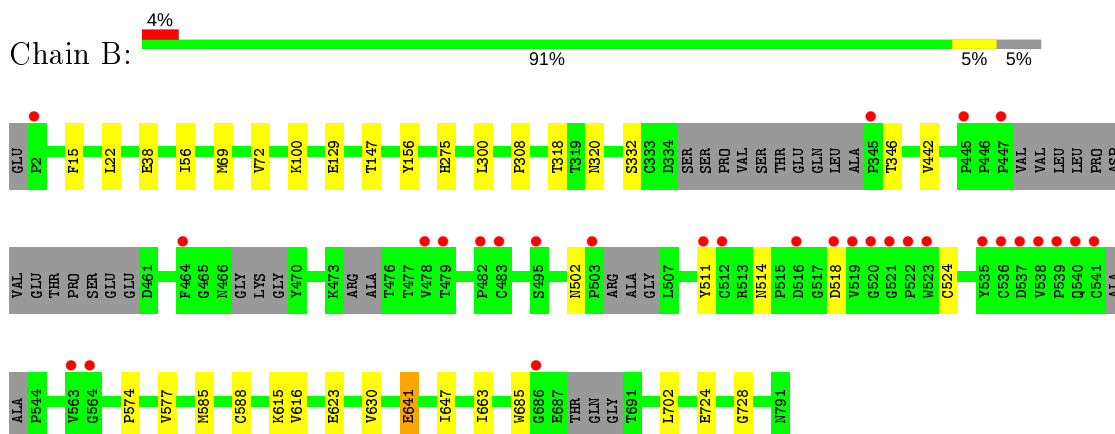 4%
Chain B:
91% 5% 5%
GLU P2 F15 L22 E38 I56 M69 V72 K100 E129 T147 Y156 H275 L300 P308 T318 T319 N320 S332 C333 D334 SER SER PRO VAL SER THR GLU GLN LEU ALA P345 T346 V442 P445 P446 P447 VAL VAL LEU LEU PRO ASP
VAL GLU THR PRO SER GLU GLU D461 F464 G465 N466 GLY LYS GLY Y470 K473 ARG ALA T476 T477 V478 T479 P482 C483 S495 N502 P503 ARG ALA GLY L507 Y511 C512 R513 N514 P515 D516 G517 D518 V519 G520 G521 P522 W523 C524 Y535 C536 D537 V538 P539 Q540 C541 ALA
ALA P544 V563 G564 P574 V577 M585 C588 K615 V616 E623 V630 E641 I647 I663 W685 G686 E687 THR GLN GLY T691 L702 E724 G728 N791